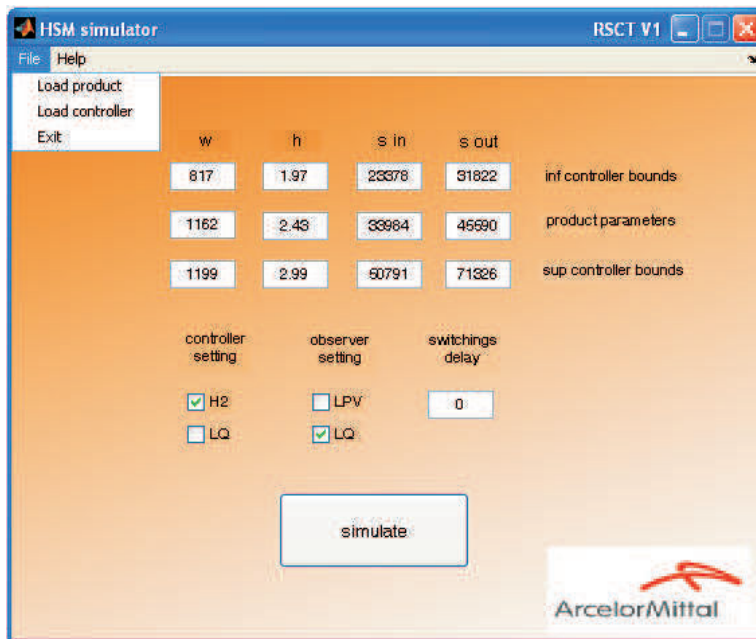 HSM simulator RSCT V1
File Help
Load product
Load controller
Exit
w h s in s out
817 1.97 23378 31822 inf controller bounds
1162 2.43 33984 45590 product parameters
1199 2.99 50791 71326 sup controller bounds
controller setting observer setting switchings delay
H2 LPV 0
LQ LQ
simulate
ArcelorMittal